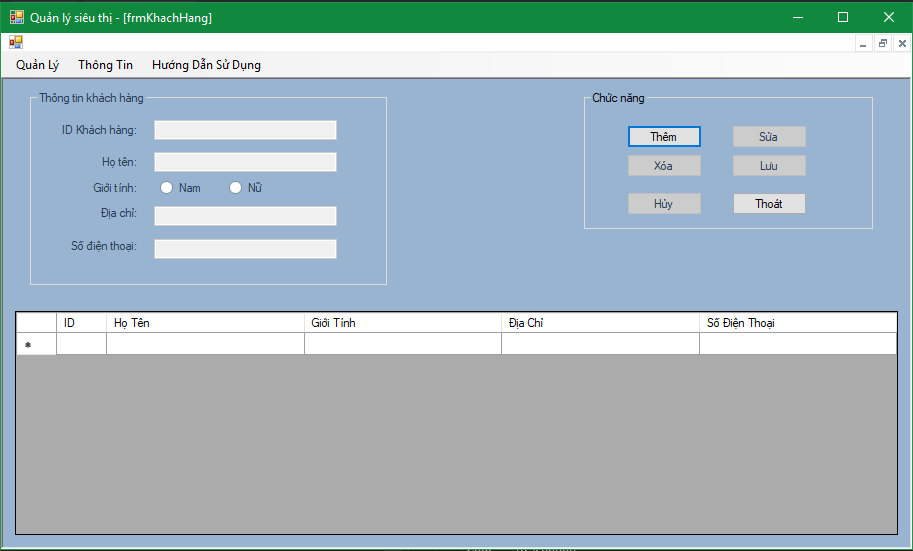 Quản lý siêu thị - [frmKhachHang]
Quản Lý Thông Tin Hướng Dẫn Sử Dụng
Thông tin khách hàng
ID Khách hàng:
Họ tên:
Giới tính: Nam Nữ
Địa chỉ:
Số điện thoại:
Chức năng
Thêm Sửa
Xóa Lưu
Hủy Thoát
ID Họ Tên Giới Tính Địa Chỉ Số Điện Thoại